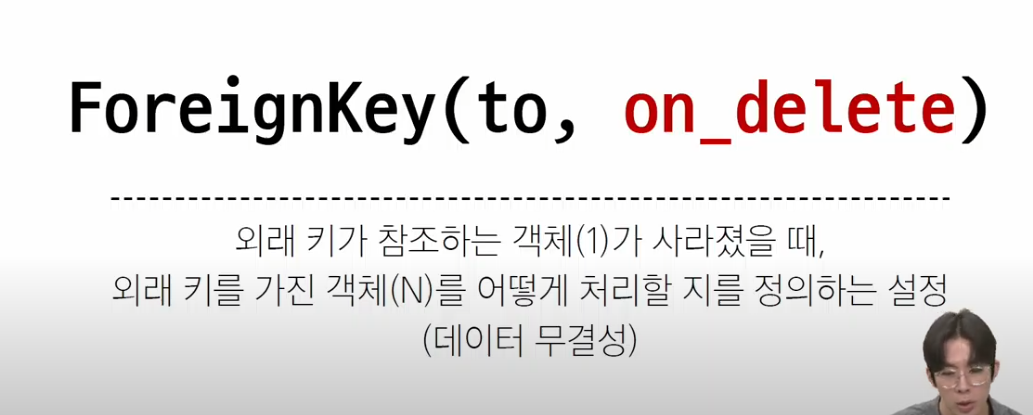 ForeignKey(to, on_delete)
외래 키가 참조하는 객체(1)가 사라졌을 때,
외래 키를 가진 객체(N)를 어떻게 처리할 지를 정의하는 설정
(데이터 무결성)